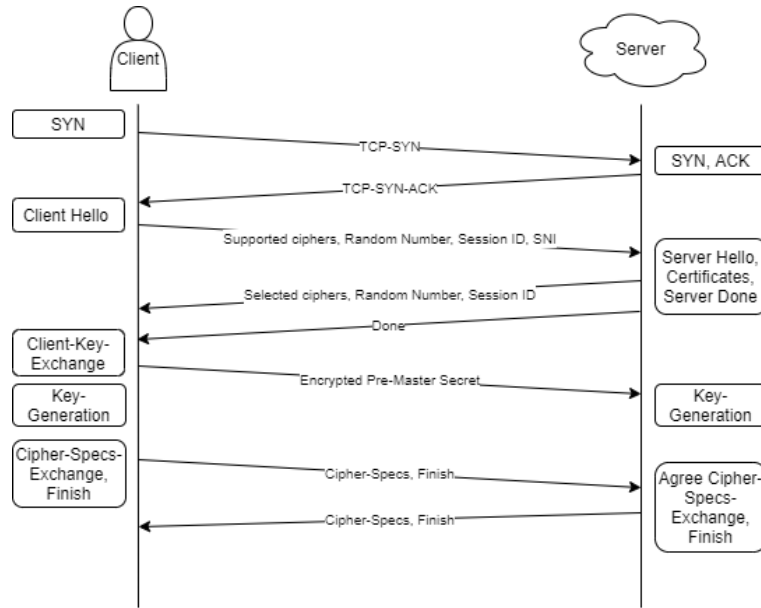 Client
Server
SYN
TCP-SYN
SYN, ACK
TCP-SYN-ACK
Client Hello
Supported ciphers, Random Number, Session ID, SNI
Server Hello,
Certificates,
Server Done
Selected ciphers, Random Number, Session ID
Done
Client-Key-
Exchange
Encrypted Pre-Master Secret
Key-
Generation
Key-
Generation
Cipher-Specs-
Exchange,
Finish
Cipher-Specs, Finish
Agree Cipher-
Specs-
Exchange,
Finish
Cipher-Specs, Finish